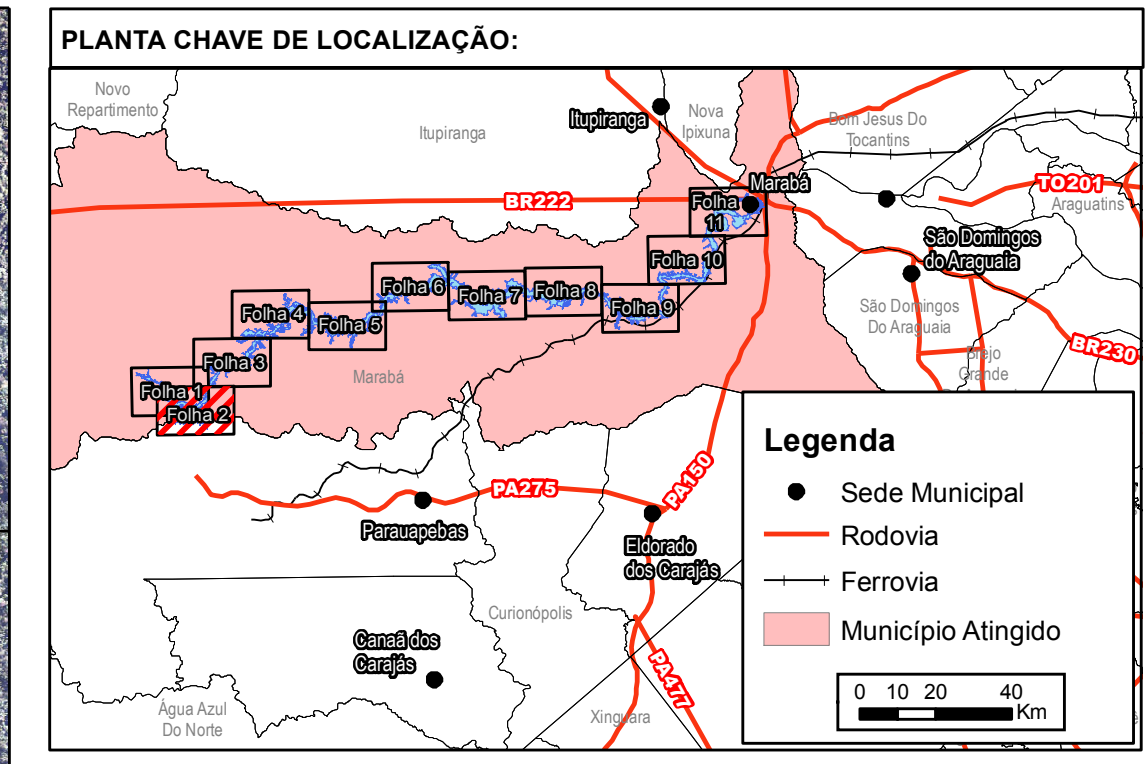 PLANTA CHAVE DE LOCALIZAÇÃO:
Novo
Repartimento
Itupiranga
Itupiranga
Nova
Ipixuna
Bom Jesus Do
Tocantins
Marabá
BR222
TO201
Araguatins
Folha
11
São Domingos
do Araguaia
Folha 10
Folha 6
Folha 7
Folha 8
Folha 9
Folha 4
Folha 5
São Domingos
Do Araguaia
BR230
Brejo
Grande
Folha 3
Marabá
Folha 1
Folha 2
PA275
PA150
Parauapebas
Eldorado
dos Carajás
Curionópolis
Canaã dos
Carajás
PA477
Água Azul
Do Norte
Xinguara
Legenda
Sede Municipal
Rodovia
Ferrovia
Município Atingido
0 10 20 40
Km